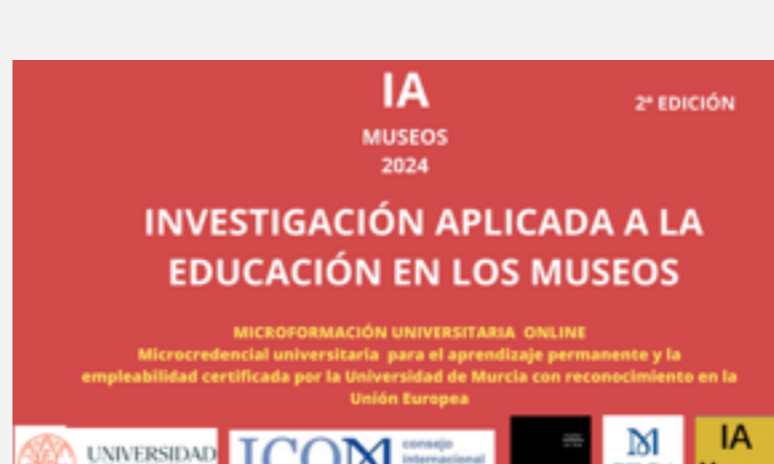 IA
2ª EDICIÓN
MUSEOS
2024
INVESTIGACIÓN APLICADA A LA
EDUCACIÓN EN LOS MUSEOS
MICROFORMACIÓN UNIVERSITARIA ONLINE
Microcredencial universitaria para el aprendizaje permanente y la
empleabilidad certificada por la Universidad de Murcia con reconocimiento en la
Unión Europea
UNIVERSIDAD
ICOM
consejo
internacional
IA